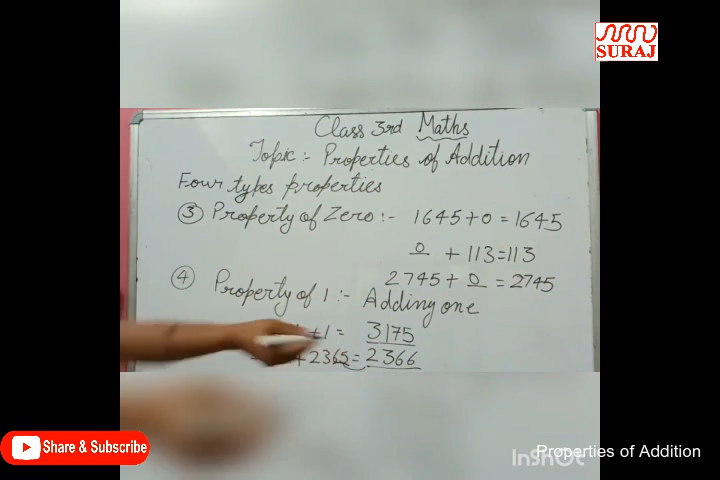 SURAJ
Class 3rd Maths
Topic :- Properties of Addition
Four types properties
③ Property of Zero :- 1645+0=1645
0 + 113=113
2745+ 0 = 2745
④ Property of 1 :- Adding one
+1= 3175
+2365=2366
Share & Subscribe
Properties of Addition
InShOt